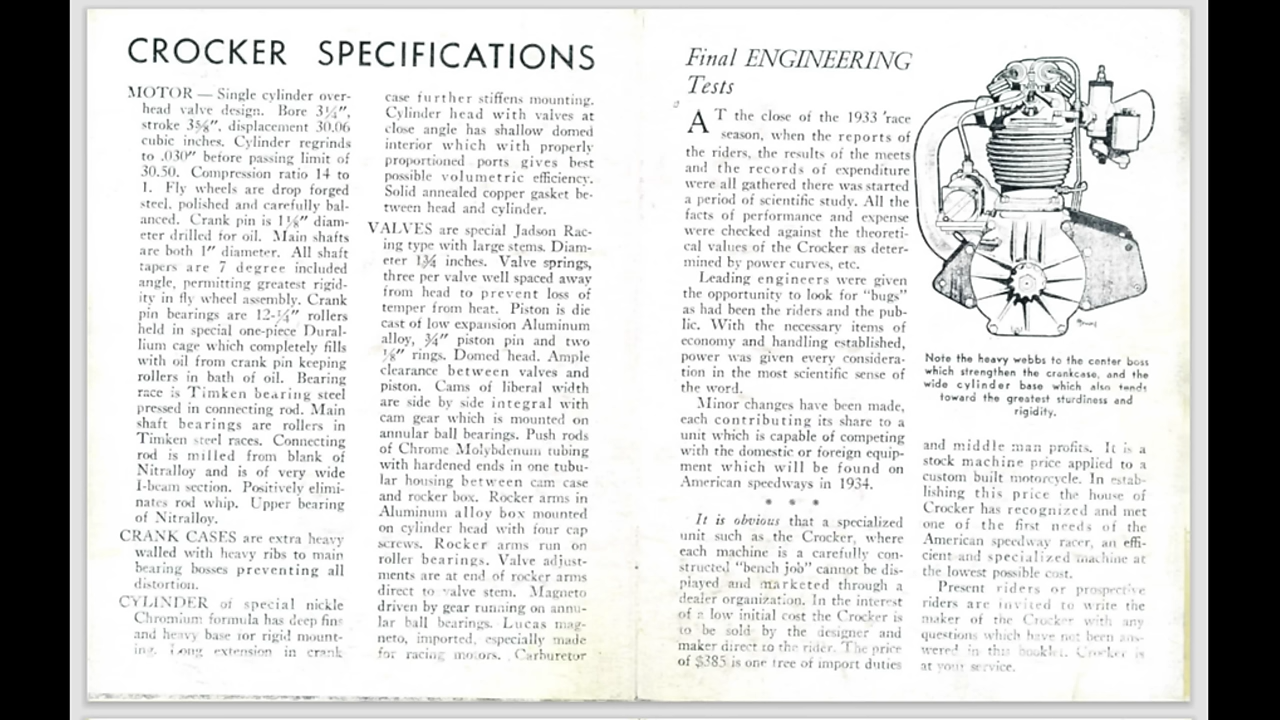 CROCKER SPECIFICATIONS
MOTOR — Single cylinder over-
head valve design. Bore 3¼″,
stroke 3⅝″, displacement 30.06
cubic inches. Cylinder regrinds
to .030″ before passing limit of
30.50. Compression ratio 14 to
1. Fly wheels are drop forged
steel, polished and carefully bal-
anced. Crank pin is 1⅛″ diam-
eter drilled for oil. Main shafts
are both 1″ diameter. All shaft
tapers are 7 degree included
angle, permitting greatest rigid-
ity in fly wheel assembly. Crank
pin bearings are 12-¼″ rollers
held in special one-piece Dural-
lium cage which completely fills
with oil from crank pin keeping
rollers in bath of oil. Bearing
race is Timken bearing steel
pressed in connecting rod. Main
shaft bearings are rollers in
Timken steel races. Connecting
rod is milled from blank of
Nitralloy and is of very wide
I-beam section. Positively elimi-
nates rod whip. Upper bearing
of Nitralloy.
CRANK CASES are extra heavy
walled with heavy ribs to main
bearing bosses preventing all
distortion.
CYLINDER of special nickle
Chromium formula has deep fins
and heavy base for rigid mount-
ing. Long extension in crank
case further stiffens mounting.
Cylinder head with valves at
close angle has shallow domed
interior which with properly
proportioned ports gives best
possible volumetric efficiency.
Solid annealed copper gasket be-
tween head and cylinder.
VALVES are special Jadson Rac-
ing type with large stems. Diam-
eter 1¾ inches. Valve springs,
three per valve well spaced away
from head to prevent loss of
temper from heat. Piston is die
cast of low expansion Aluminum
alloy, ¾″ piston pin and two
⅛″ rings. Domed head. Ample
clearance between valves and
piston. Cams of liberal width
are side by side integral with
cam gear which is mounted on
annular ball bearings. Push rods
of Chrome Molybdenum tubing
with hardened ends in one tubu-
lar housing between cam case
and rocker box. Rocker arms in
Aluminum alloy box mounted
on cylinder head with four cap
screws. Rocker arms run on
roller bearings. Valve adjust-
ments are at end of rocker arms
direct to valve stem. Magneto
driven by gear running on annu-
lar ball bearings. Lucas mag-
neto, imported, especially made
for racing motors. Carburetor
Final ENGINEERING
Tests
AT the close of the 1933 race
season, when the reports of
the riders, the results of the meets
and the records of expenditure
were all gathered there was started
a period of scientific study. All the
facts of performance and expense
were checked against the theoreti-
cal values of the Crocker as deter-
mined by power curves, etc.
Leading engineers were given
the opportunity to look for "bugs"
as had been the riders and the pub-
lic. With the necessary items of
economy and handling established,
power was given every considera-
tion in the most scientific sense of
the word.
Minor changes have been made,
each contributing its share to a
unit which is capable of competing
with the domestic or foreign equip-
ment which will be found on
American speedways in 1934.
* * *
It is obvious that a specialized
unit such as the Crocker, where
each machine is a carefully con-
structed "bench job" cannot be dis-
played and marketed through a
dealer organization. In the interest
of a low initial cost the Crocker is
to be sold by the designer and
maker direct to the rider. The price
of $385 is one free of import duties
Note the heavy webbs to the center boss
which strengthen the crankcase, and the
wide cylinder base which also tends
toward the greatest sturdiness and
rigidity.
and middle man profits. It is a
stock machine price applied to a
custom built motorcycle. In estab-
lishing this price the house of
Crocker has recognized and met
one of the first needs of the
American speedway racer, an effi-
cient and specialized machine at
the lowest possible cost.
Present riders or prospective
riders are invited to write the
maker of the Crocker with any
questions which have not been ans-
wered in this booklet. Crocker is
at your service.